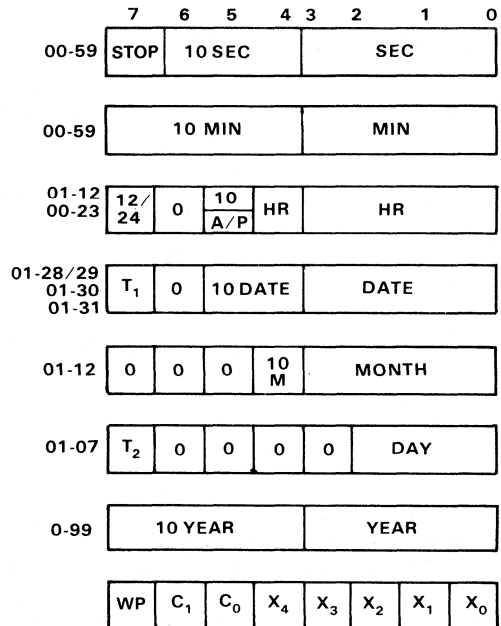 7 6 5 4 3 2 1 0
00-59 STOP 10 SEC SEC
00-59 10 MIN MIN
01-12
00-23
12/
24
0
10
A/P
HR
HR
01-28/29
01-30
01-31
T₁ 0 10 DATE DATE
01-12 0 0 0 10
M
MONTH
01-07 T₂ 0 0 0 0 DAY
0-99 10 YEAR YEAR
WP C₁ C₀ X₄ X₃ X₂ X₁ X₀